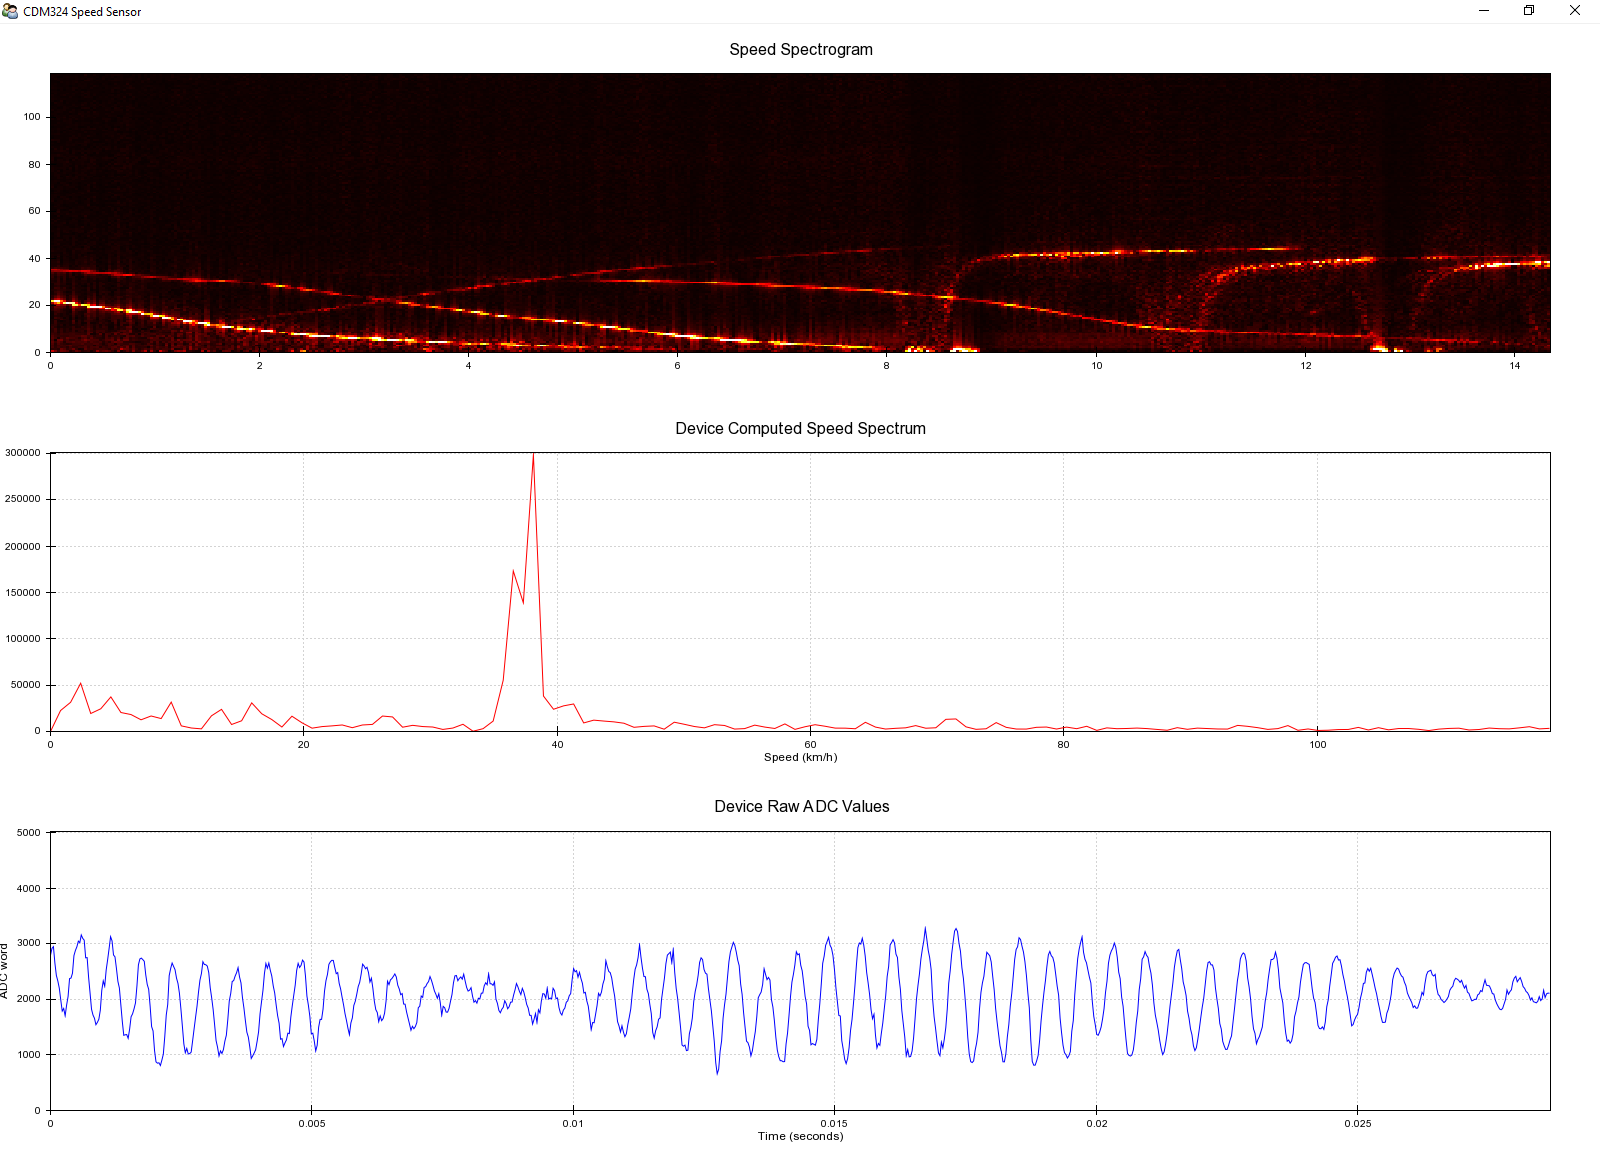 CDM324 Speed Sensor
Speed Spectrogram
100
80
60
40
20
0
0 2 4 6 8 10 12 14
Device Computed Speed Spectrum
300000
250000
200000
150000
100000
50000
0
0 20 40 60 80 100
Speed (km/h)
Device Raw ADC Values
5000
4000
3000
2000
1000
0
ADC word
0 0.005 0.01 0.015 0.02 0.025
Time (seconds)